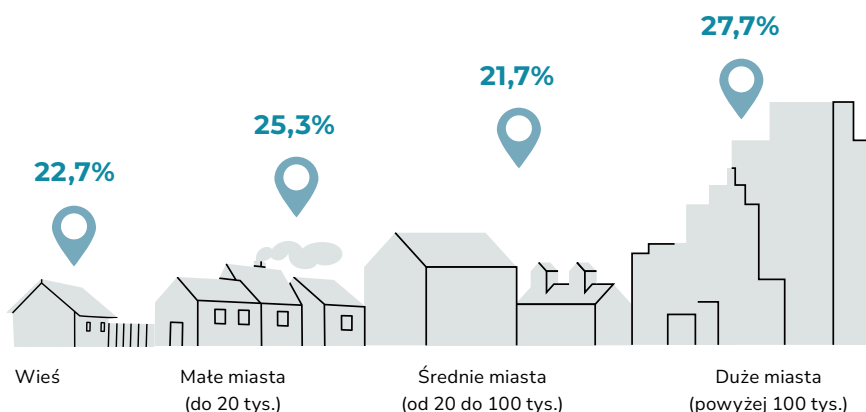 27,7%
21,7%
25,3%
22,7%
Wieś
Małe miasta
(do 20 tys.)
Średnie miasta
(od 20 do 100 tys.)
Duże miasta
(powyżej 100 tys.)